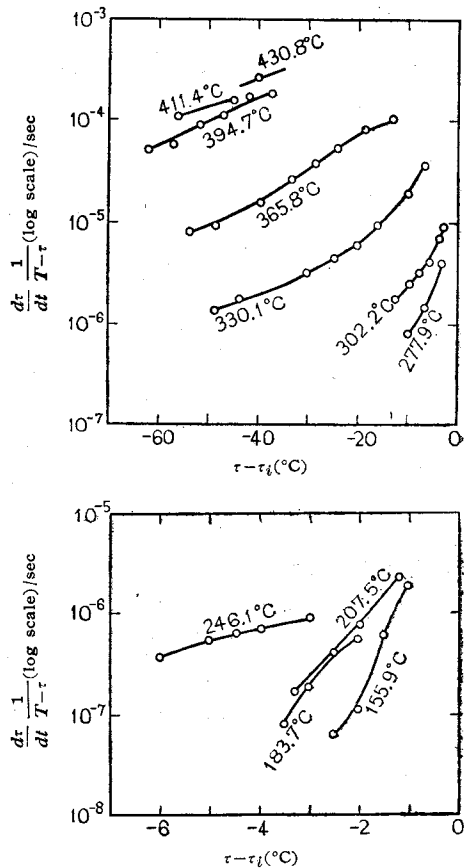 10⁻³
430.8°C
411.4°C
10⁻⁴
394.7°C
365.8°C
10⁻⁵
330.1°C
10⁻⁶
302.2°C
277.9°C
10⁻⁷
dτ/dt 1/T−τ (log scale)/sec
−60 −40 −20 0
τ−τᵢ(°C)
10⁻⁵
207.5°C
10⁻⁶
246.1°C
155.9°C
10⁻⁷
183.7°C
10⁻⁸
dτ/dt 1/T−τ (log scale)/sec
−6 −4 −2 0
τ−τᵢ(°C)